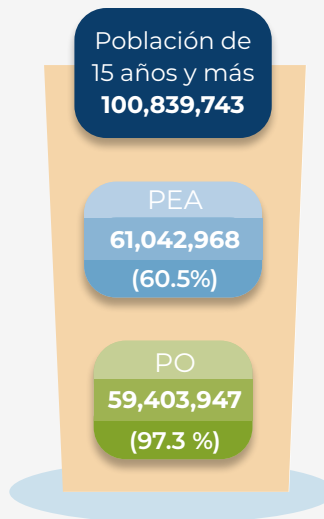 Población de
15 años y más
100,839,743
PEA
61,042,968
(60.5%)
PO
59,403,947
(97.3 %)